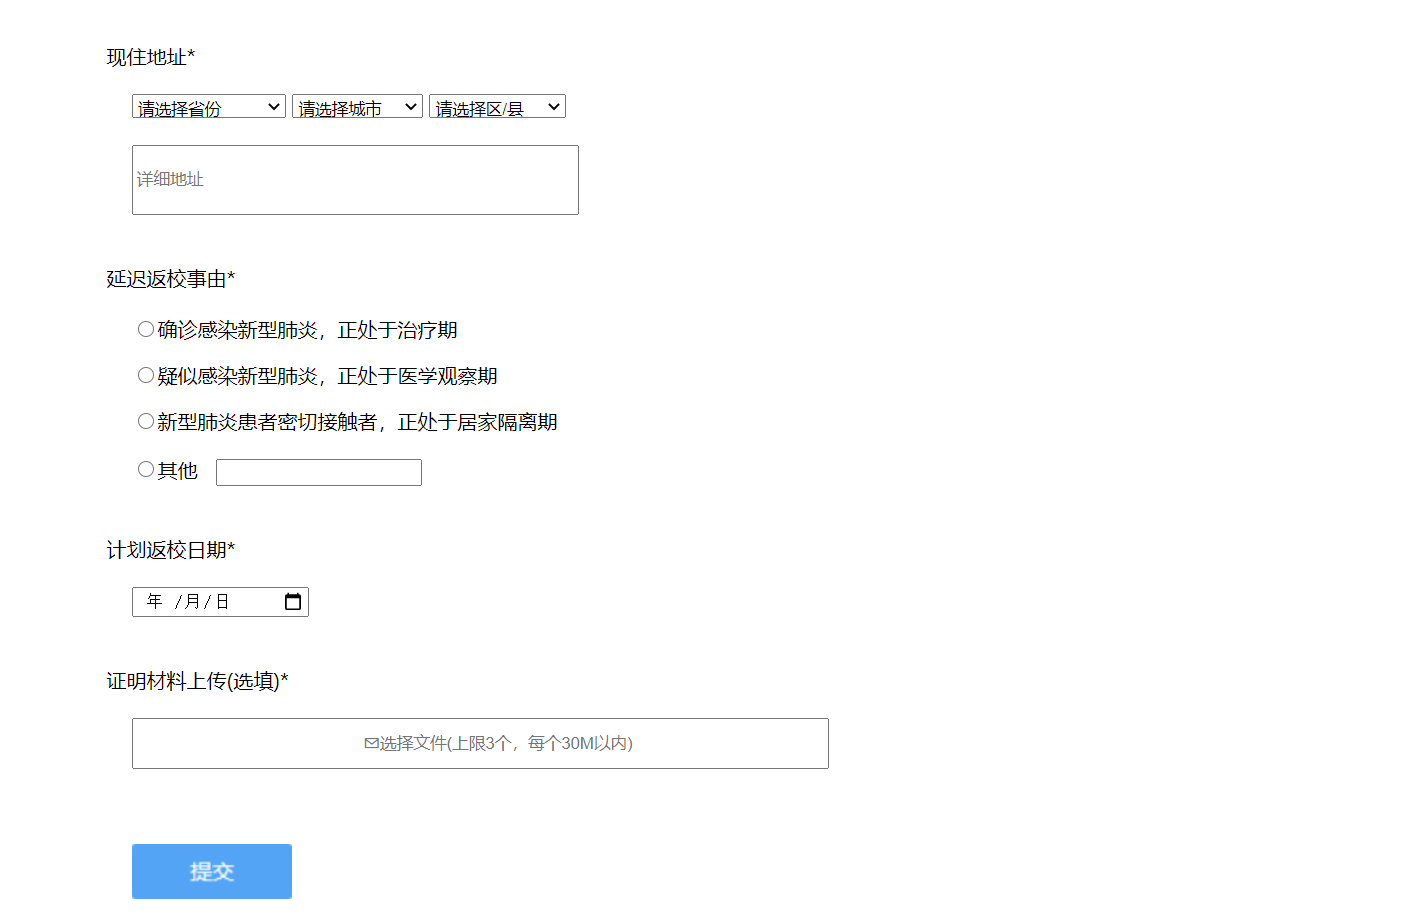 现住地址*
请选择省份 请选择城市 请选择区/县
详细地址
延迟返校事由*
确诊感染新型肺炎，正处于治疗期
疑似感染新型肺炎，正处于医学观察期
新型肺炎患者密切接触者，正处于居家隔离期
其他
计划返校日期*
年 /月/日
证明材料上传(选填)*
选择文件(上限3个，每个30M以内)
提交